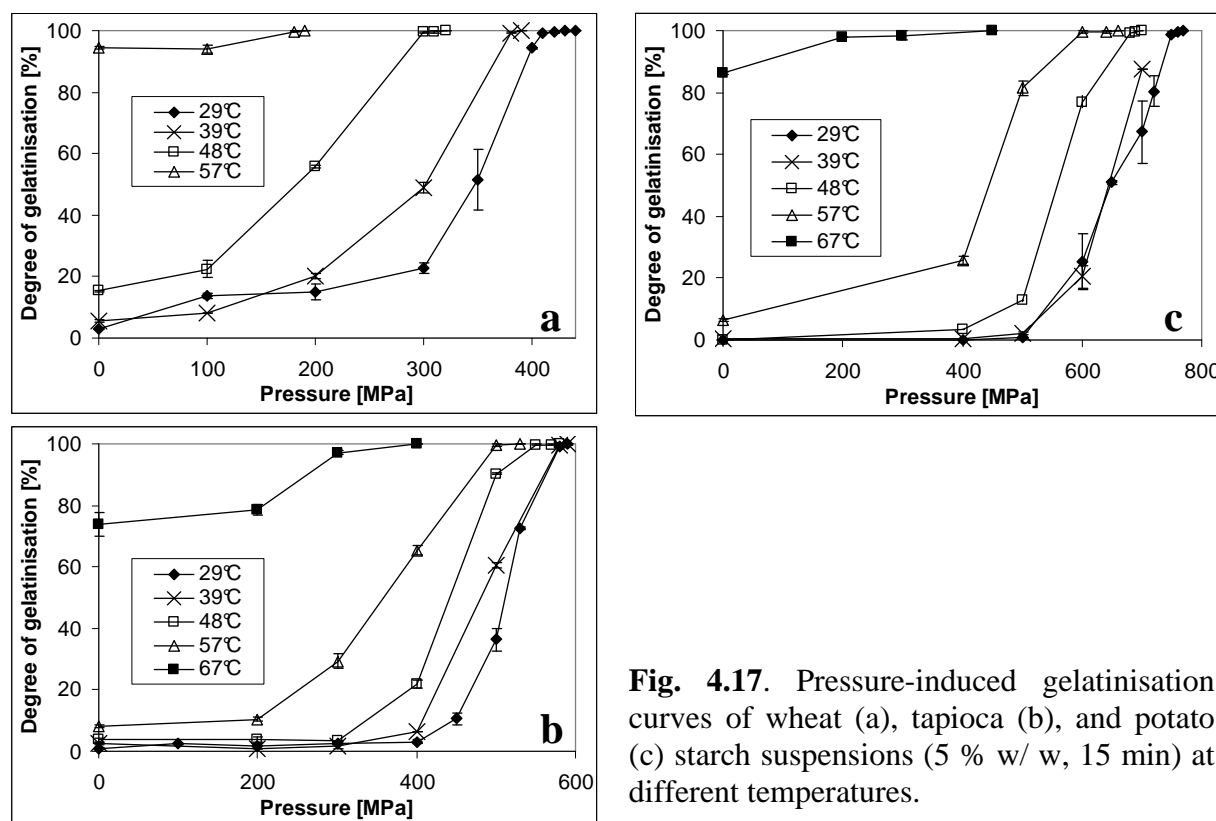 Degree of gelatinisation [%]
100
80
60
40
20
0
29°C
39°C
48°C
57°C
a
0 100 200 300 400
Pressure [MPa]
Degree of gelatinisation [%]
100
80
60
40
20
0
29°C
39°C
48°C
57°C
67°C
c
0 200 400 600 800
Pressure [MPa]
Degree of gelatinisation [%]
100
80
60
40
20
0
29°C
39°C
48°C
57°C
67°C
b
0 200 400 600
Pressure [MPa]
Fig. 4.17. Pressure-induced gelatinisation
curves of wheat (a), tapioca (b), and potato
(c) starch suspensions (5 % w/ w, 15 min) at
different temperatures.